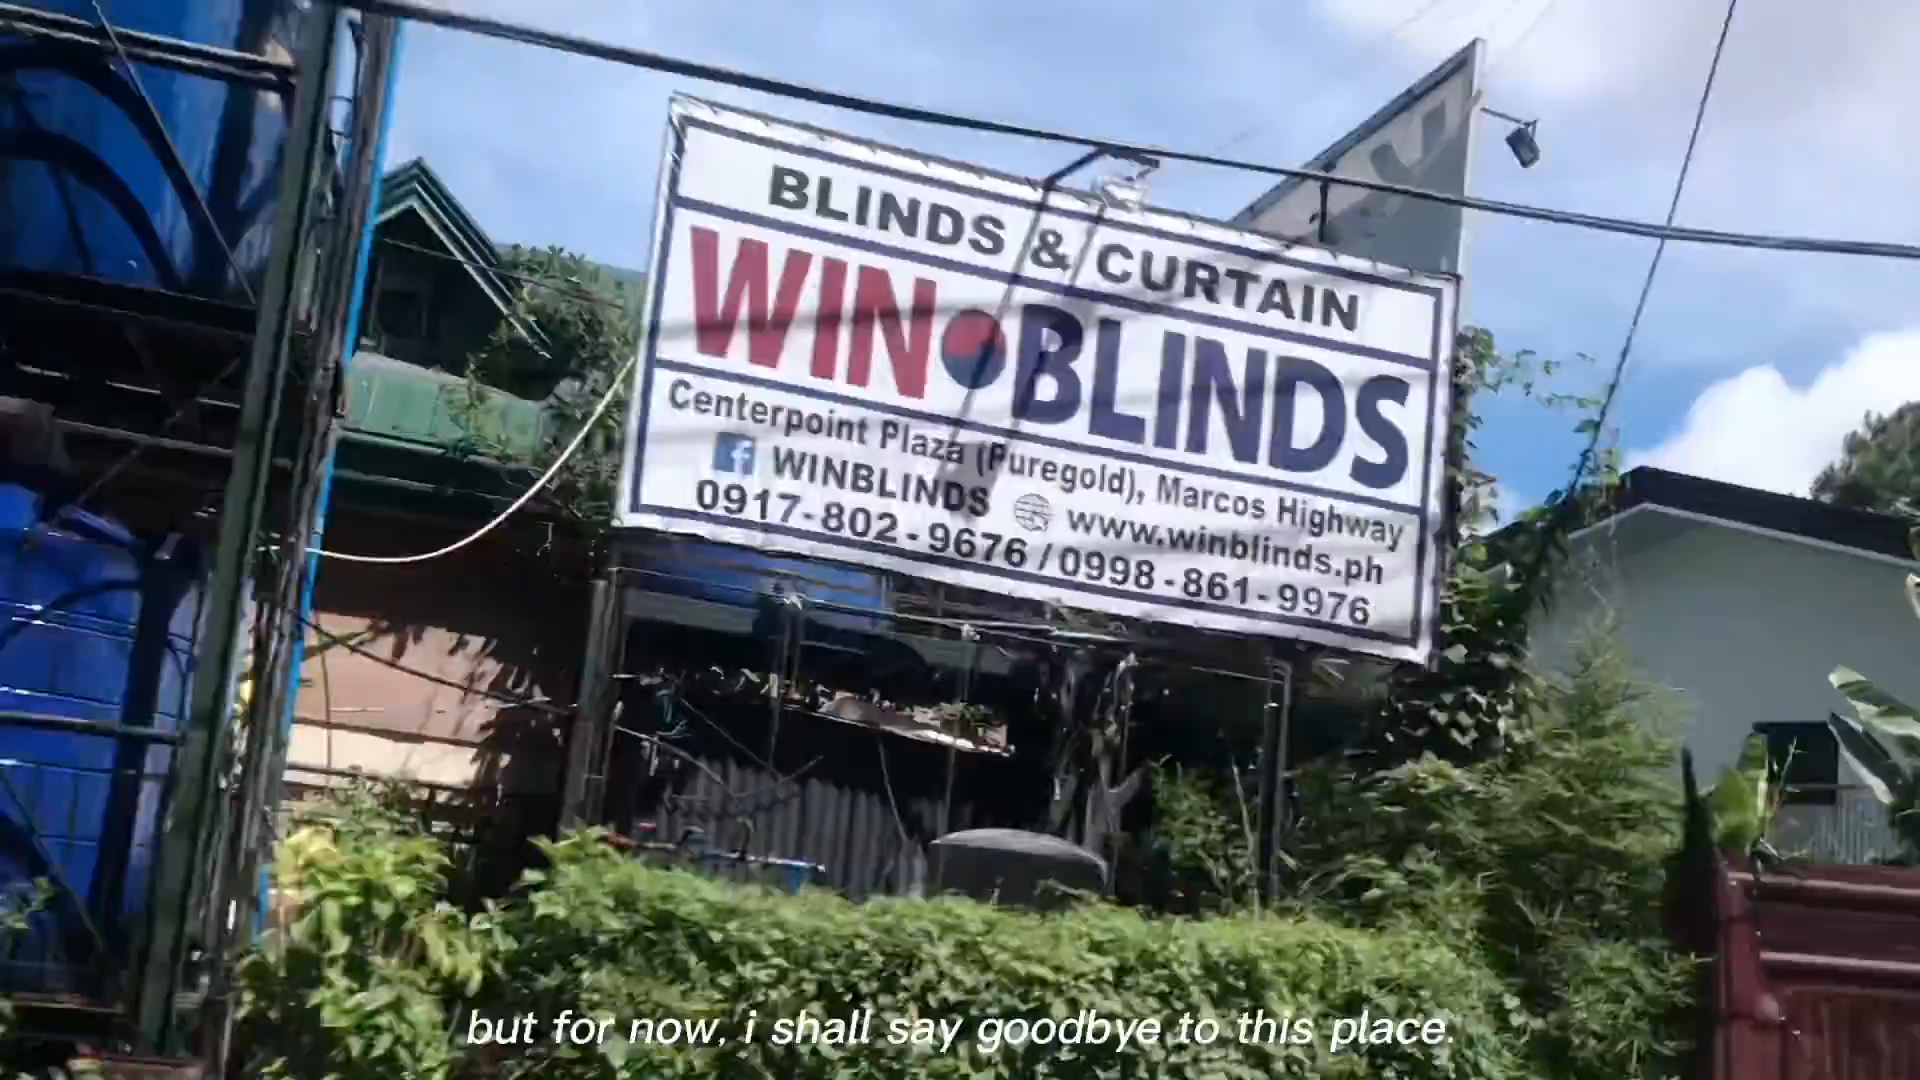 BLINDS & CURTAIN
WIN BLINDS
Centerpoint Plaza (Puregold), Marcos Highway
WINBLINDS www.winblinds.ph
0917-802-9676 / 0998-861-9976
but for now, i shall say goodbye to this place.